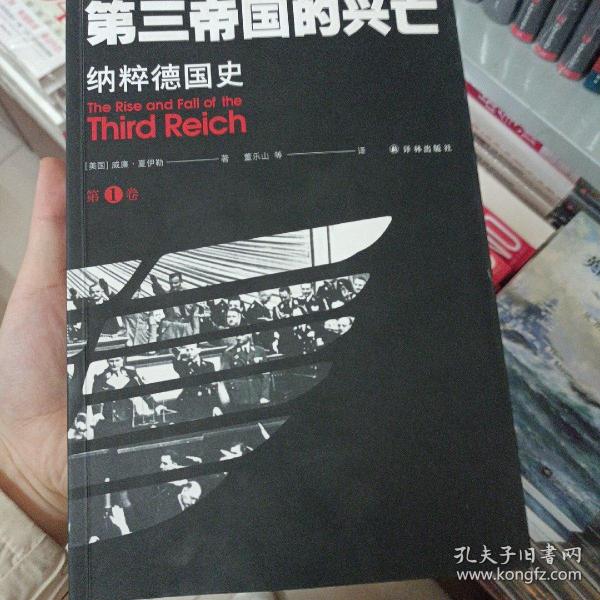 第三帝国的兴亡
纳粹德国史
The Rise and Fall of the
Third Reich
[美国] 威廉·夏伊勒 著 董乐山 等 译 译林出版社
第1卷
孔夫子旧书网
www.kongfz.com